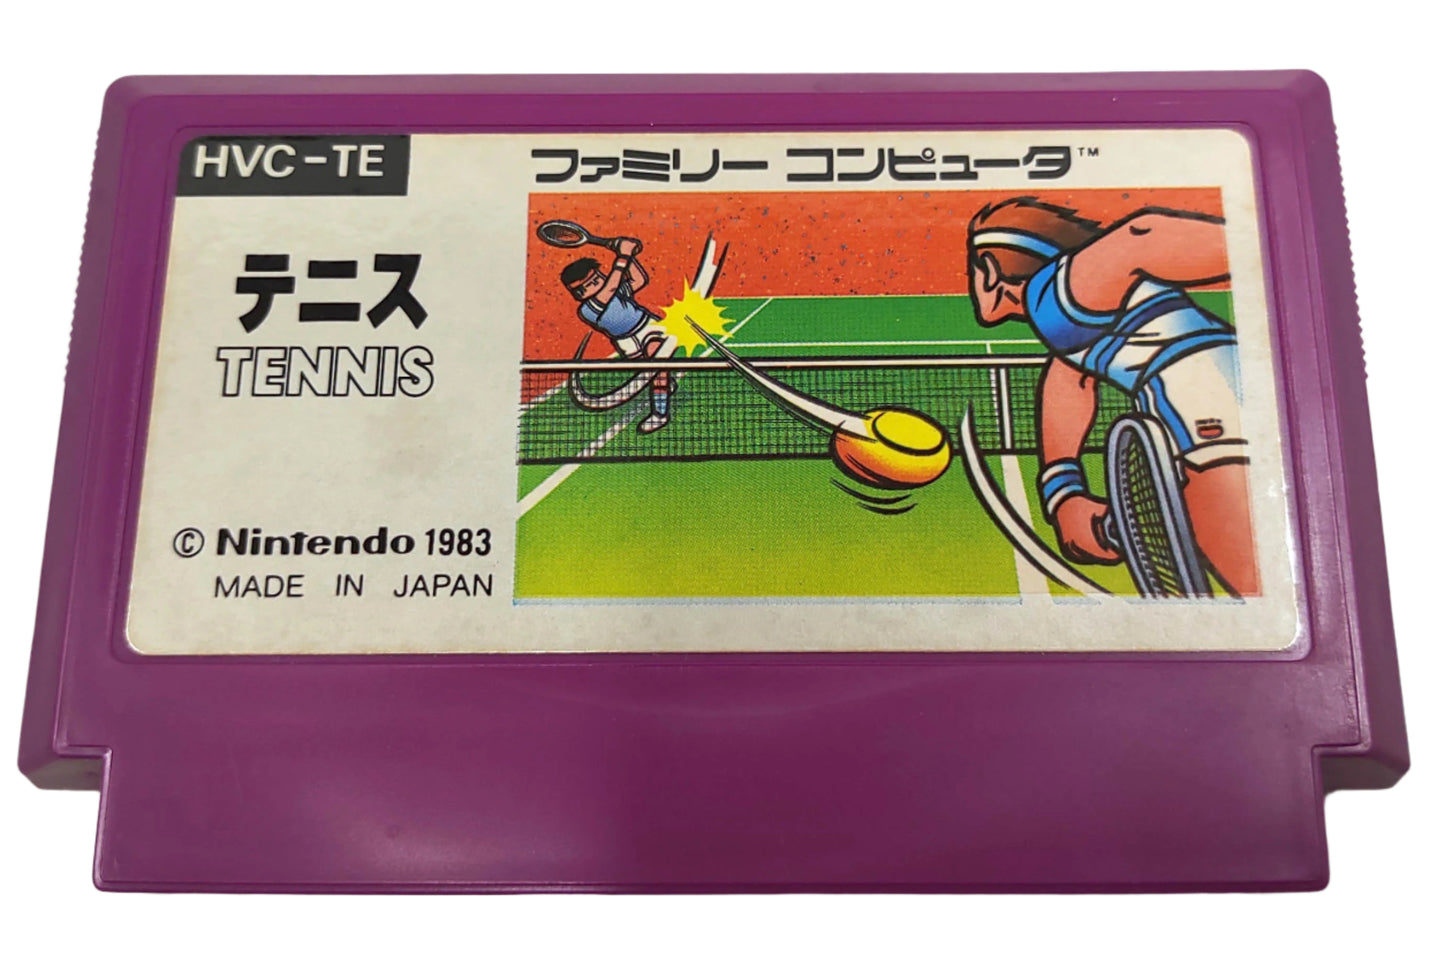 HVC-TE
ファミリー コンピュータ™
テニス
TENNIS
© Nintendo 1983
MADE IN JAPAN